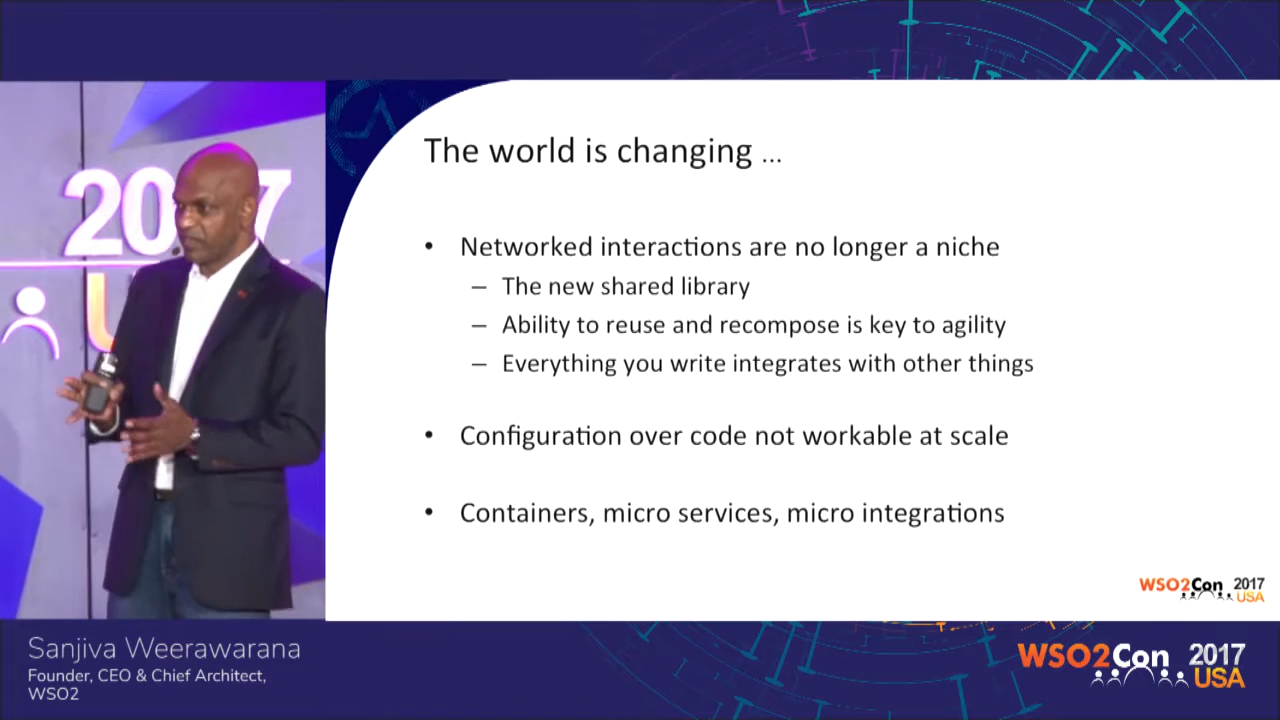 2017
U
The world is changing ...
• Networked interactions are no longer a niche
– The new shared library
– Ability to reuse and recompose is key to agility
– Everything you write integrates with other things
• Configuration over code not workable at scale
• Containers, micro services, micro integrations
WSO2Con 2017
USA
Sanjiva Weerawarana
Founder, CEO & Chief Architect,
WSO2
WSO2Con 2017
USA